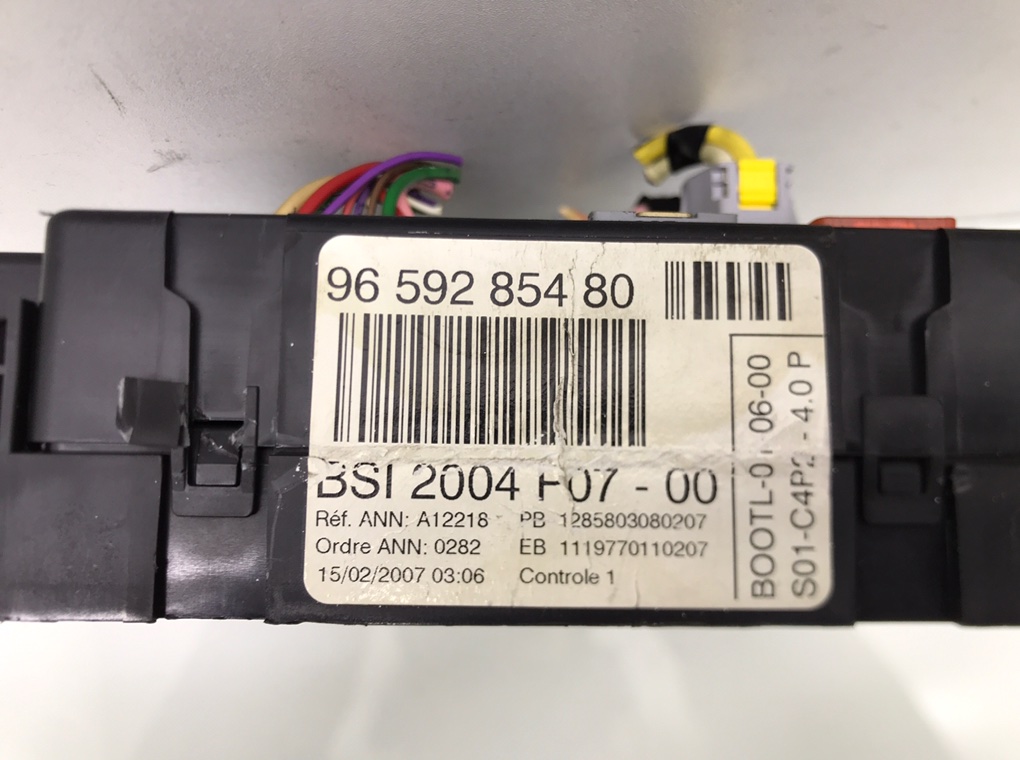 96 592 854 80
BSI 2004 F07 - 00
Réf. ANN: A12218 PB 1285803080207
Ordre ANN: 0282 EB 1119770110207
15/02/2007 03:06 Controle 1
06-00
- 4.0 P